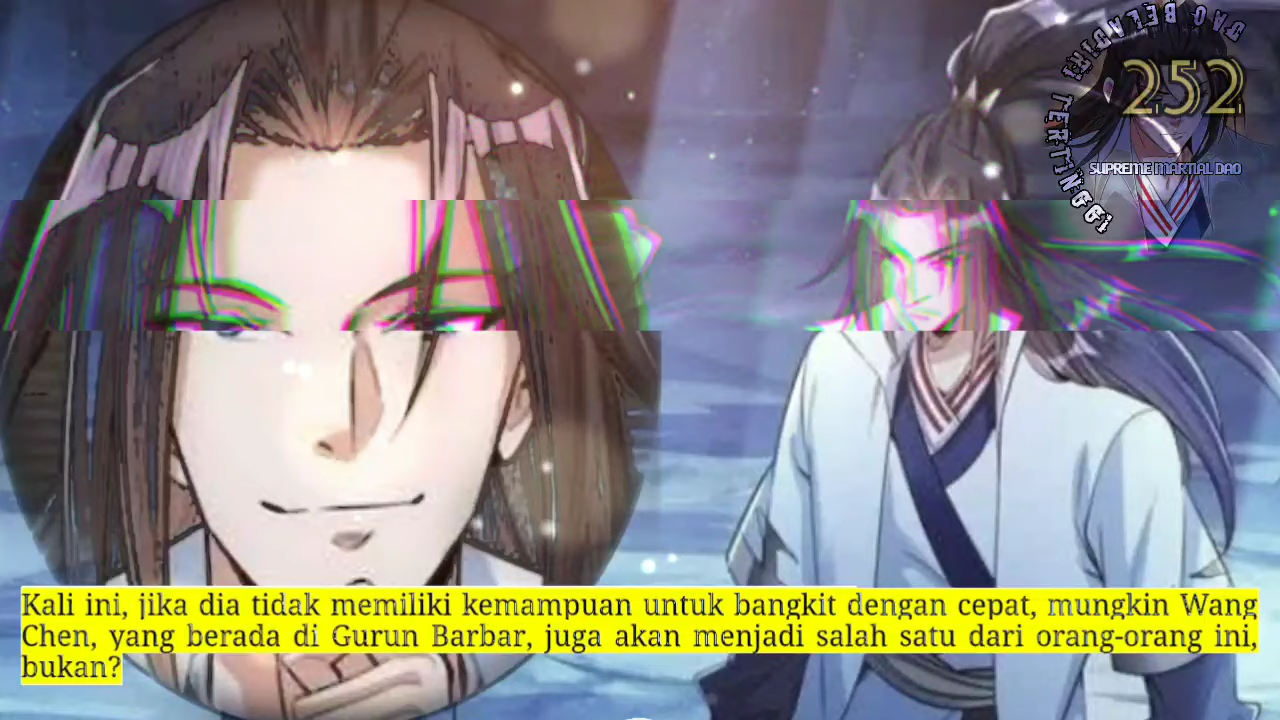 DAO BELADIRI TERTINGGI
252
SUPREME MARTIAL DAO
Kali ini, jika dia tidak memiliki kemampuan untuk bangkit dengan cepat, mungkin Wang
Chen, yang berada di Gurun Barbar, juga akan menjadi salah satu dari orang-orang ini,
bukan?